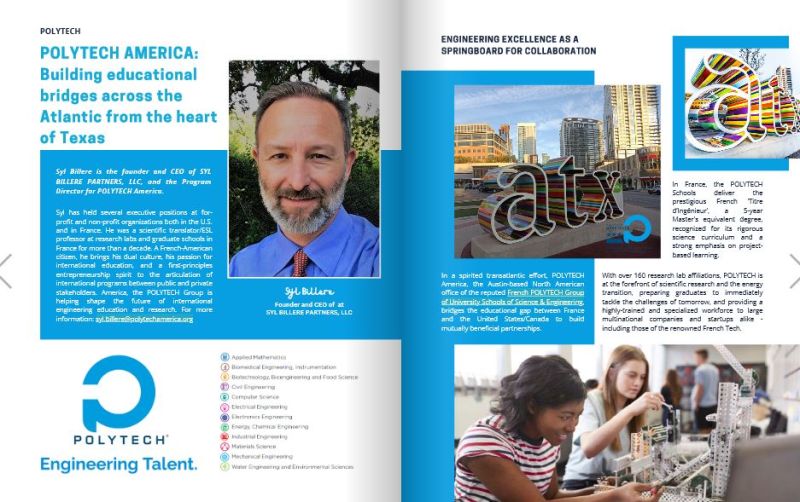 POLYTECH
POLYTECH AMERICA:
Building educational
bridges across the
Atlantic from the heart
of Texas
Syl Billere is the founder and CEO of SYL
BILLERE PARTNERS, LLC, and the Program
Director for POLYTECH America.
Syl has held several executive positions at for-
profit and non-profit organizations both in the U.S.
and in France. He was a scientific translator/ESL
professor at research labs and graduate schools in
France for more than a decade. A French-American
citizen, he brings his dual culture, his passion for
international education, and a first-principles
entrepreneurship spirit to the articulation of
international programs between public and private
stakeholders. America, the POLYTECH Group is
helping shape the future of international
engineering education and research. For more
information: syl.billere@polytechamerica.org
Syl Billere
Founder and CEO of at
SYL BILLERE PARTNERS, LLC
POLYTECH
Engineering Talent.
Applied Mathematics
Biomedical Engineering, Instrumentation
Biotechnology, Bioengineering and Food Science
Civil Engineering
Computer Science
Electrical Engineering
Electronics Engineering
Energy, Chemical Engineering
Industrial Engineering
Materials Science
Mechanical Engineering
Water Engineering and Environmental Sciences
ENGINEERING EXCELLENCE AS A
SPRINGBOARD FOR COLLABORATION
atx
In a spirited transatlantic effort, POLYTECH
America, the Austin-based North American
office of the reputed French POLYTECH Group
of University Schools of Science & Engineering,
bridges the educational gap between France
and the United States/Canada to build
mutually beneficial partnerships.
atx
In France, the POLYTECH
Schools deliver the
prestigious French 'Titre
d'Ingénieur', a 5-year
Master's equivalent degree,
recognized for its rigorous
science curriculum and a
strong emphasis on project-
based learning.
With over 160 research lab affiliations, POLYTECH is
at the forefront of scientific research and the energy
transition, preparing graduates to immediately
tackle the challenges of tomorrow, and providing a
highly-trained and specialized workforce to large
multinational companies and startups alike -
including those of the renowned French Tech.